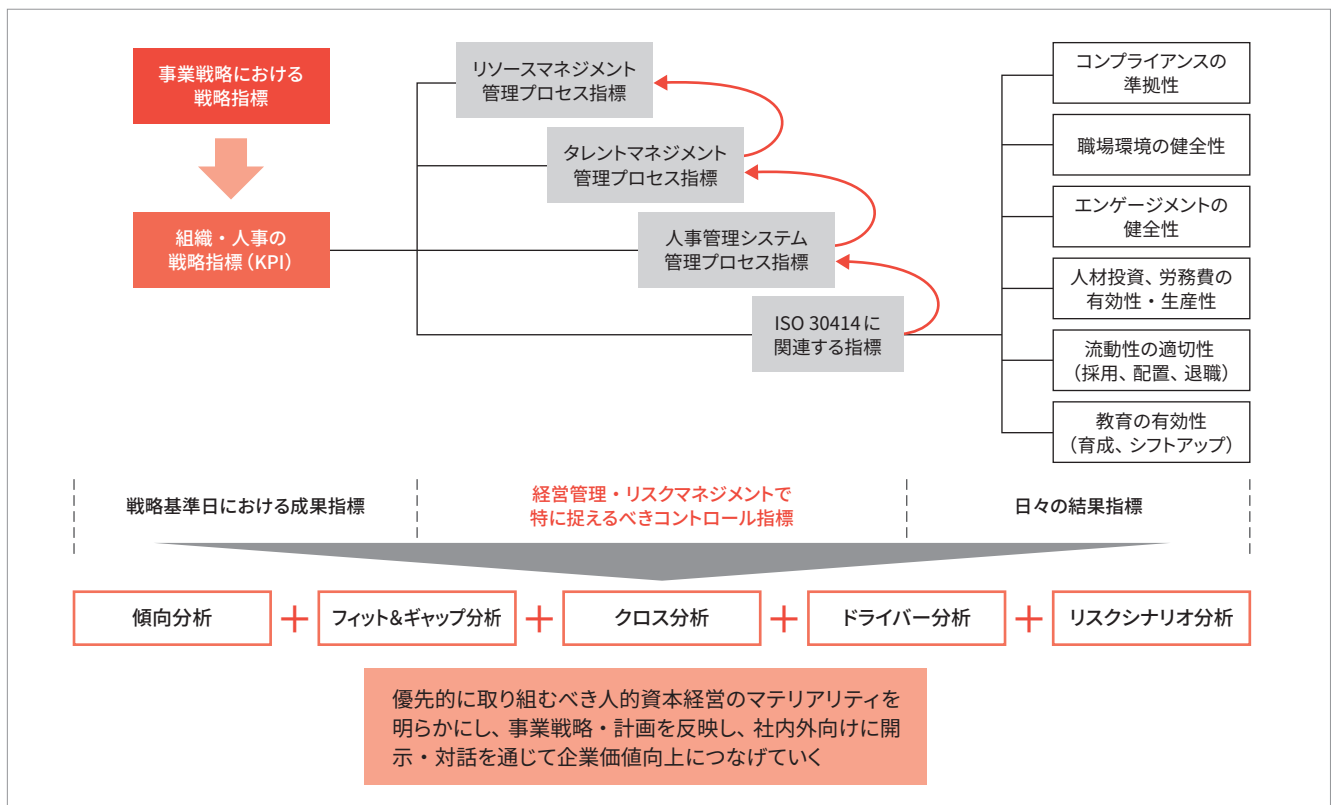 事業戦略における
戦略指標
組織・人事の
戦略指標（KPI）
リソースマネジメント
管理プロセス指標
タレントマネジメント
管理プロセス指標
人事管理システム
管理プロセス指標
ISO 30414に
関連する指標
コンプライアンスの
準拠性
職場環境の健全性
エンゲージメントの
健全性
人材投資、労務費の
有効性・生産性
流動性の適切性
（採用、配置、退職）
教育の有効性
（育成、シフトアップ）
戦略基準日における成果指標
経営管理・リスクマネジメントで
特に捉えるべきコントロール指標
日々の結果指標
傾向分析 + フィット&ギャップ分析 + クロス分析 + ドライバー分析 + リスクシナリオ分析
優先的に取り組むべき人的資本経営のマテリアリティを
明らかにし、事業戦略・計画を反映し、社内外向けに開
示・対話を通じて企業価値向上につなげていく